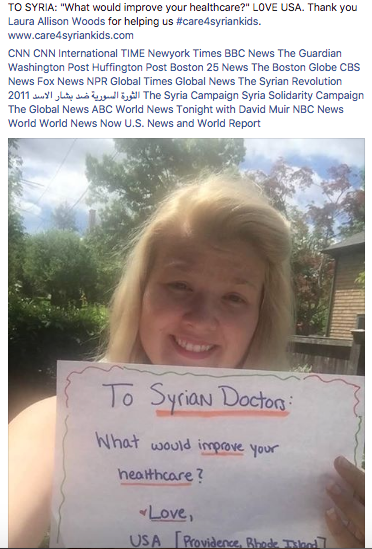 TO SYRIA: "What would improve your healthcare?" LOVE USA. Thank you
Laura Allison Woods for helping us #care4syriankids.
www.care4syriankids.com
CNN CNN International TIME Newyork Times BBC News The Guardian
Washington Post Huffington Post Boston 25 News The Boston Globe CBS
News Fox News NPR Global Times Global News The Syrian Revolution
2011 الثورة السورية ضد بشار الاسد The Syria Campaign Syria Solidarity Campaign
The Global News ABC World News Tonight with David Muir NBC News
World World News Now U.S. News and World Report
To Syrian Doctors:
What would improve your
healthcare?
Love,
USA [Providence, Rhode Island]